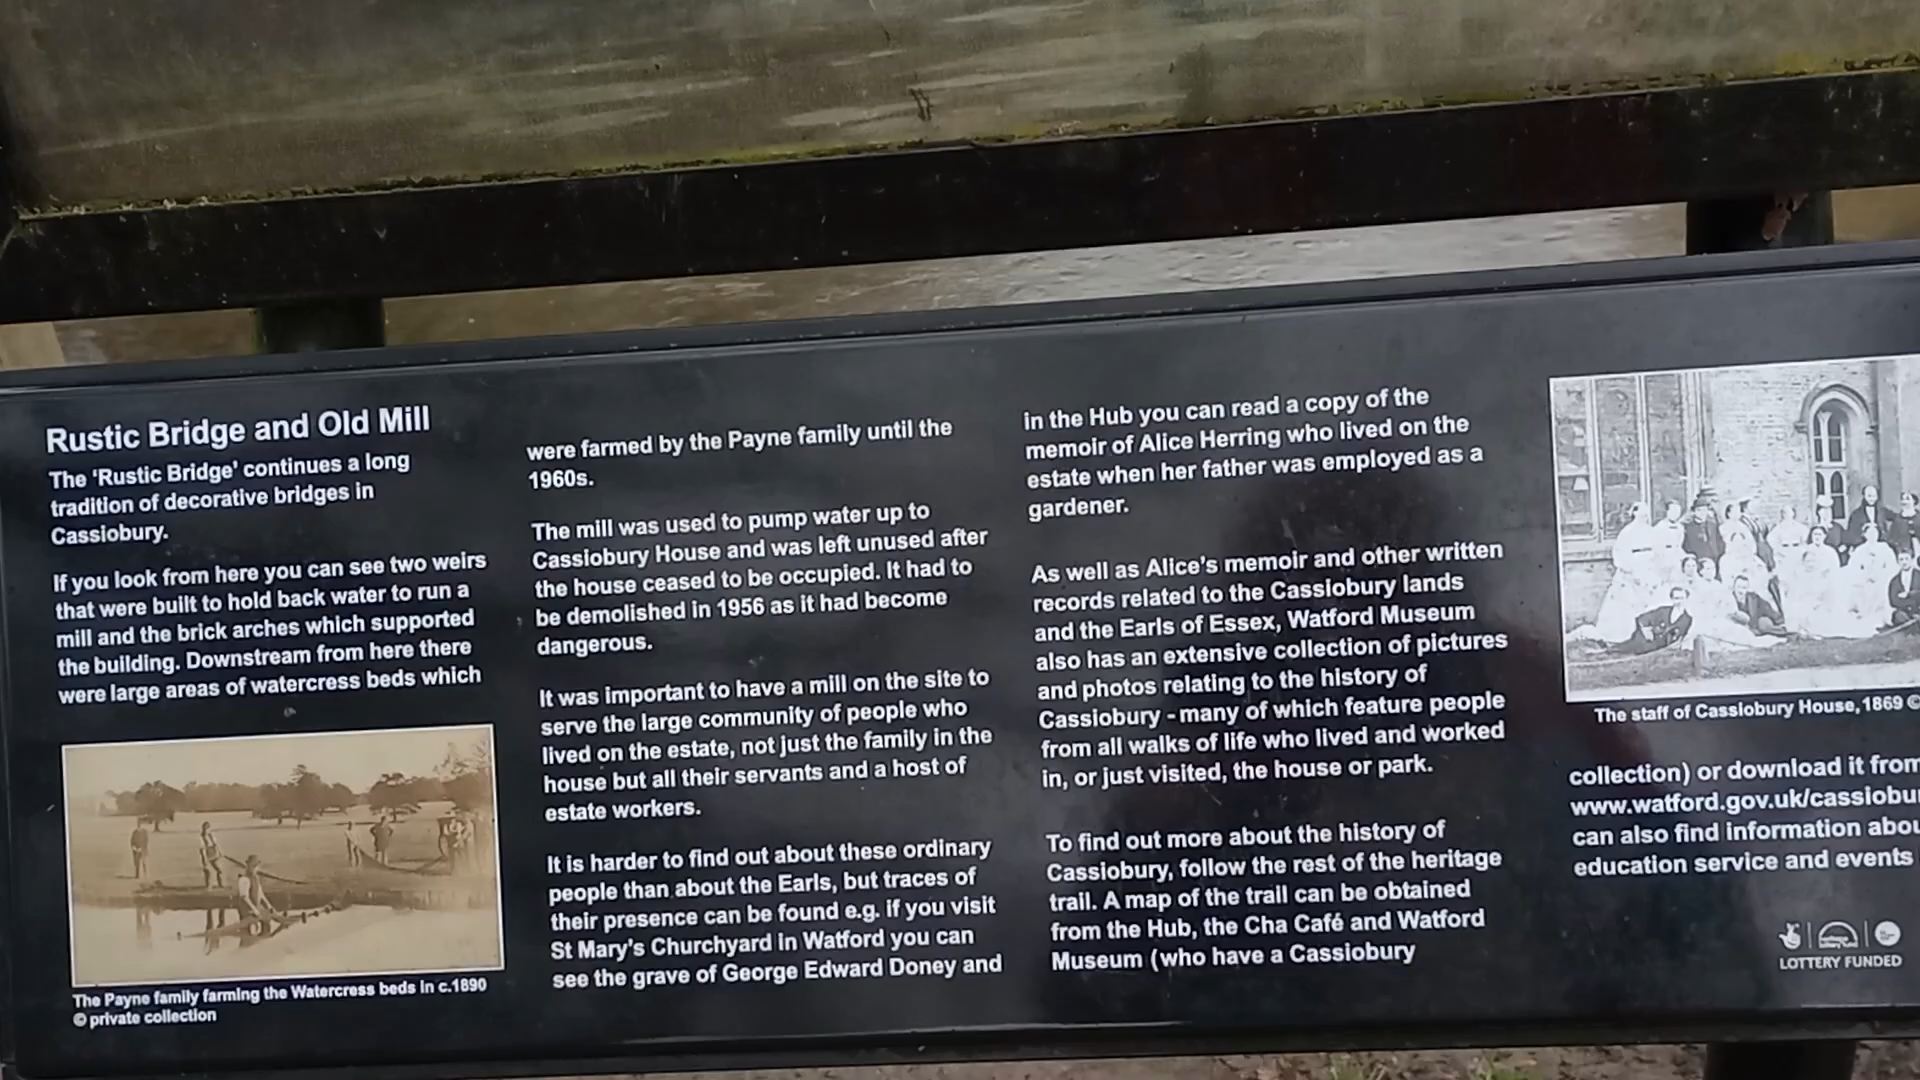 Rustic Bridge and Old Mill
The 'Rustic Bridge' continues a long
tradition of decorative bridges in
Cassiobury.
If you look from here you can see two weirs
that were built to hold back water to run a
mill and the brick arches which supported
the building. Downstream from here there
were large areas of watercress beds which
The Payne family farming the Watercress beds in c.1890
© private collection
were farmed by the Payne family until the
1960s.
The mill was used to pump water up to
Cassiobury House and was left unused after
the house ceased to be occupied. It had to
be demolished in 1956 as it had become
dangerous.
It was important to have a mill on the site to
serve the large community of people who
lived on the estate, not just the family in the
house but all their servants and a host of
estate workers.
It is harder to find out about these ordinary
people than about the Earls, but traces of
their presence can be found e.g. if you visit
St Mary's Churchyard in Watford you can
see the grave of George Edward Doney and
in the Hub you can read a copy of the
memoir of Alice Herring who lived on the
estate when her father was employed as a
gardener.
As well as Alice's memoir and other written
records related to the Cassiobury lands
and the Earls of Essex, Watford Museum
also has an extensive collection of pictures
and photos relating to the history of
Cassiobury - many of which feature people
from all walks of life who lived and worked
in, or just visited, the house or park.
To find out more about the history of
Cassiobury, follow the rest of the heritage
trail. A map of the trail can be obtained
from the Hub, the Cha Café and Watford
Museum (who have a Cassiobury
The staff of Cassiobury House, 1869 ©
collection) or download it from
www.watford.gov.uk/cassiobu
can also find information abou
education service and events
LOTTERY FUNDED